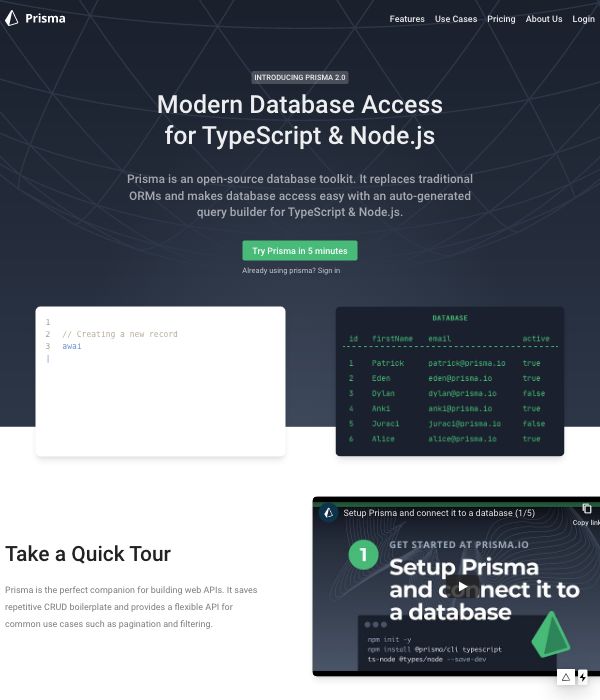 Prisma
Features Use Cases Pricing About Us Login
INTRODUCING PRISMA 2.0
Modern Database Access
for TypeScript & Node.js
Prisma is an open-source database toolkit. It replaces traditional
ORMs and makes database access easy with an auto-generated
query builder for TypeScript & Node.js.
Try Prisma in 5 minutes
Already using prisma? Sign in
1
2 // Creating a new record
3 awai
|
DATABASE
id firstName email active
1 Patrick patrick@prisma.io true
2 Eden eden@prisma.io true
3 Dylan dylan@prisma.io false
4 Anki anki@prisma.io true
5 Juraci juraci@prisma.io false
6 Alice alice@prisma.io true
Take a Quick Tour
Prisma is the perfect companion for building web APIs. It saves
repetitive CRUD boilerplate and provides a flexible API for
common use cases such as pagination and filtering.
Setup Prisma and connect it to a database (1/5)
Copy link
GET STARTED AT PRISMA.IO
1 Setup Prisma
and connect it to
a database
npm init -y
npm install @prisma/cli typescript
ts-node @types/node --save-dev